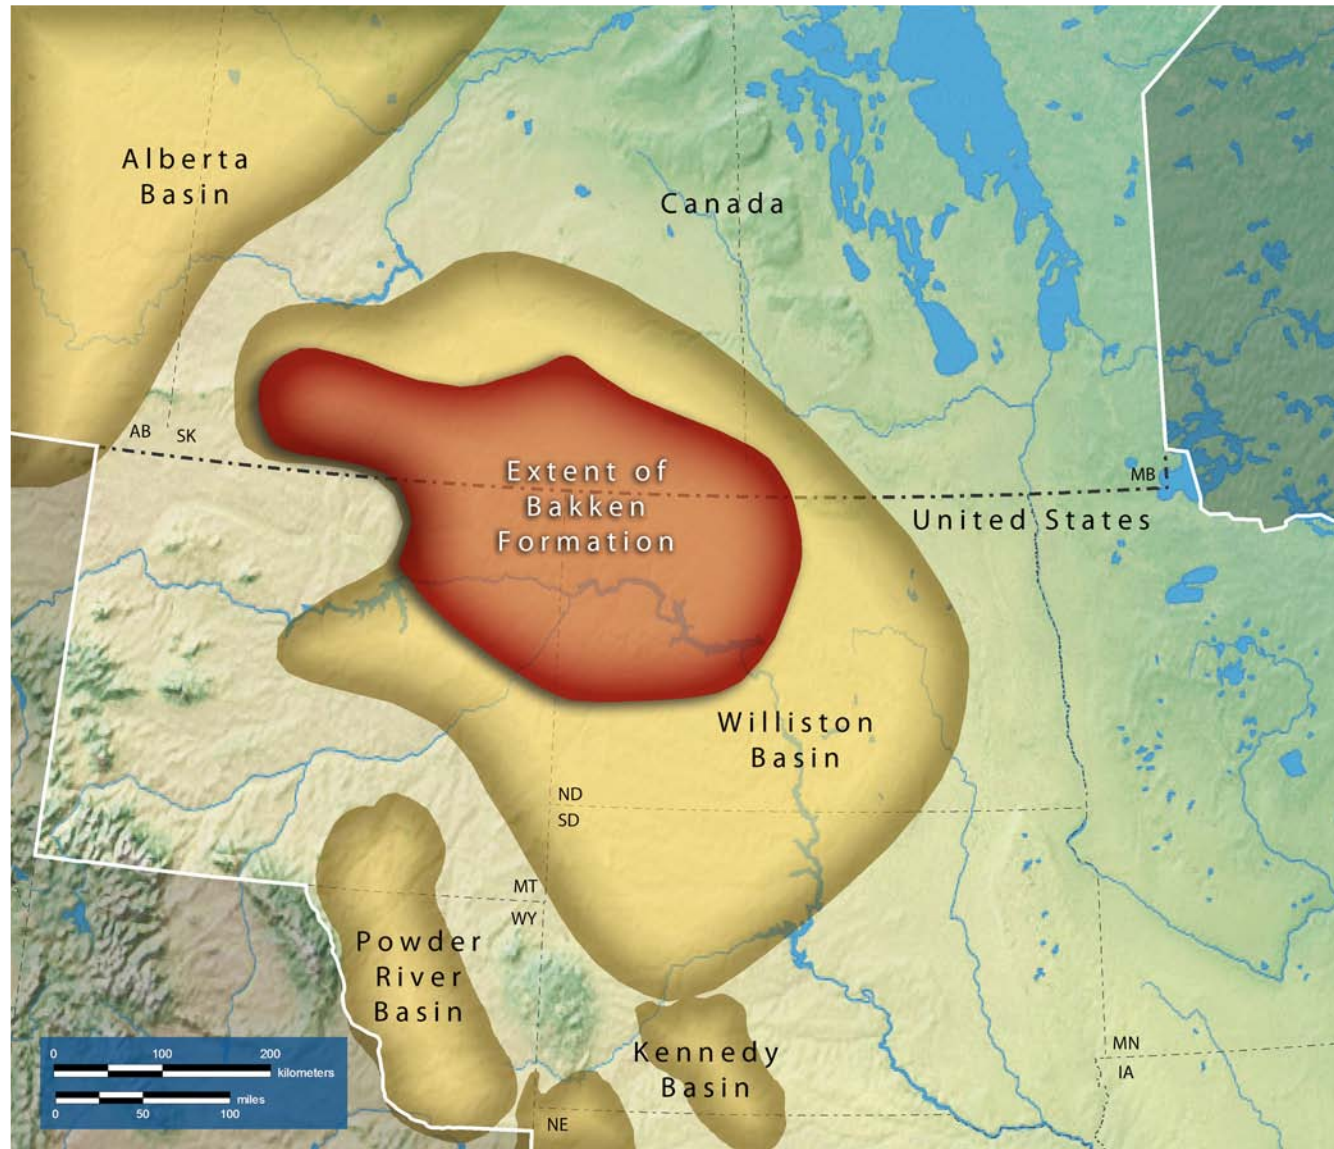 Alberta
Basin
Canada
AB
SK
Extent of
Bakken
Formation
MB
United States
Williston
Basin
ND
SD
MT
WY
Powder
River
Basin
Kennedy
Basin
MN
IA
NE
0 100 200
kilometers
miles
0 50 100